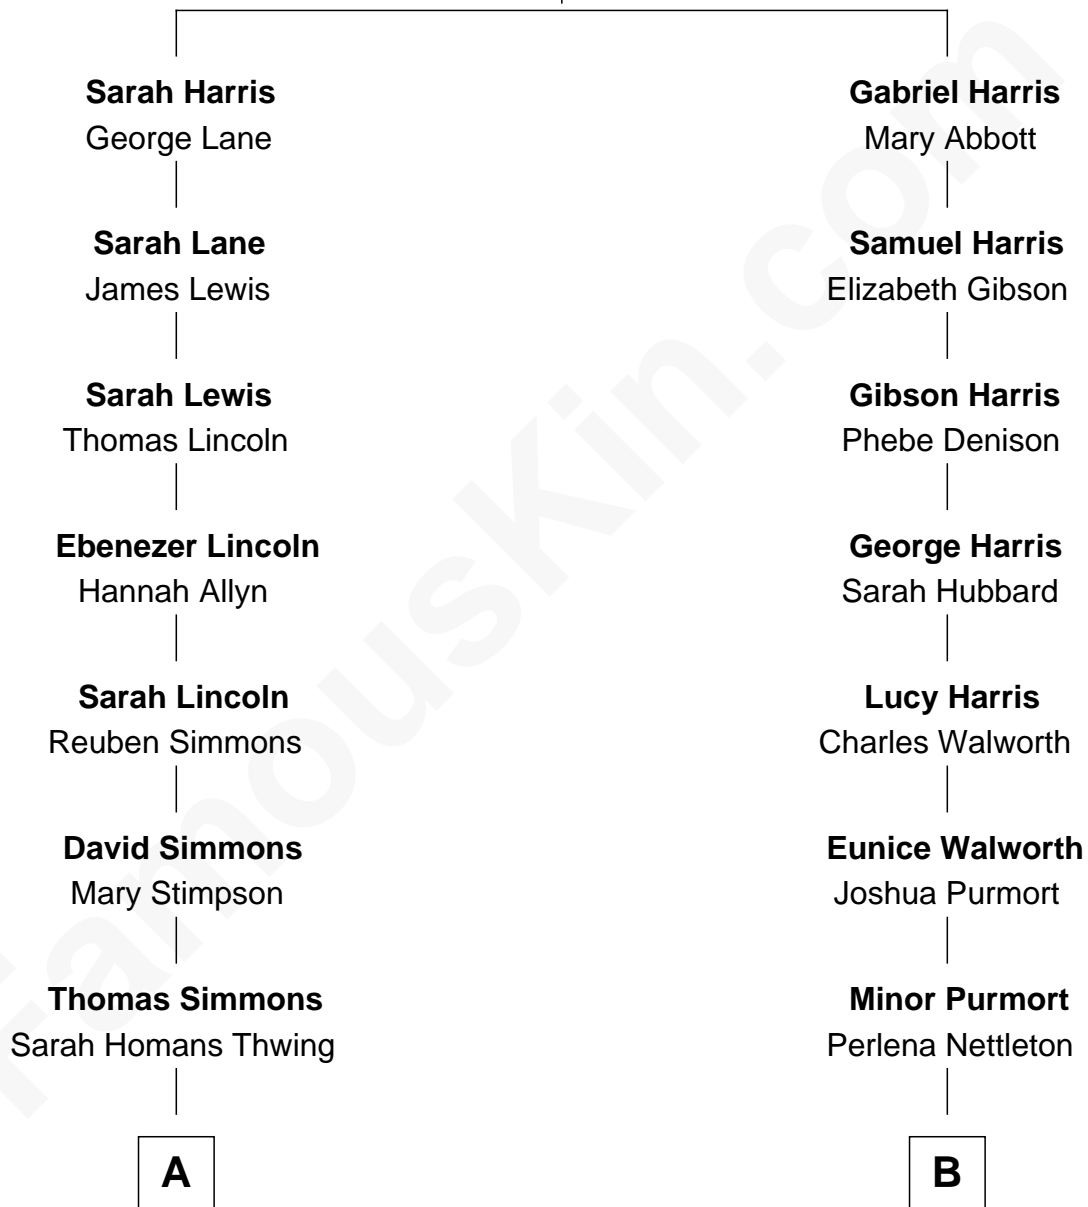 Sarah Harris
George Lane
Sarah Lane
James Lewis
Sarah Lewis
Thomas Lincoln
Ebenezer Lincoln
Hannah Allyn
Sarah Lincoln
Reuben Simmons
David Simmons
Mary Stimpson
Thomas Simmons
Sarah Homans Thwing
A
Gabriel Harris
Mary Abbott
Samuel Harris
Elizabeth Gibson
Gibson Harris
Phebe Denison
George Harris
Sarah Hubbard
Lucy Harris
Charles Walworth
Eunice Walworth
Joshua Purmort
Minor Purmort
Perlena Nettleton
B
FamousKin.com